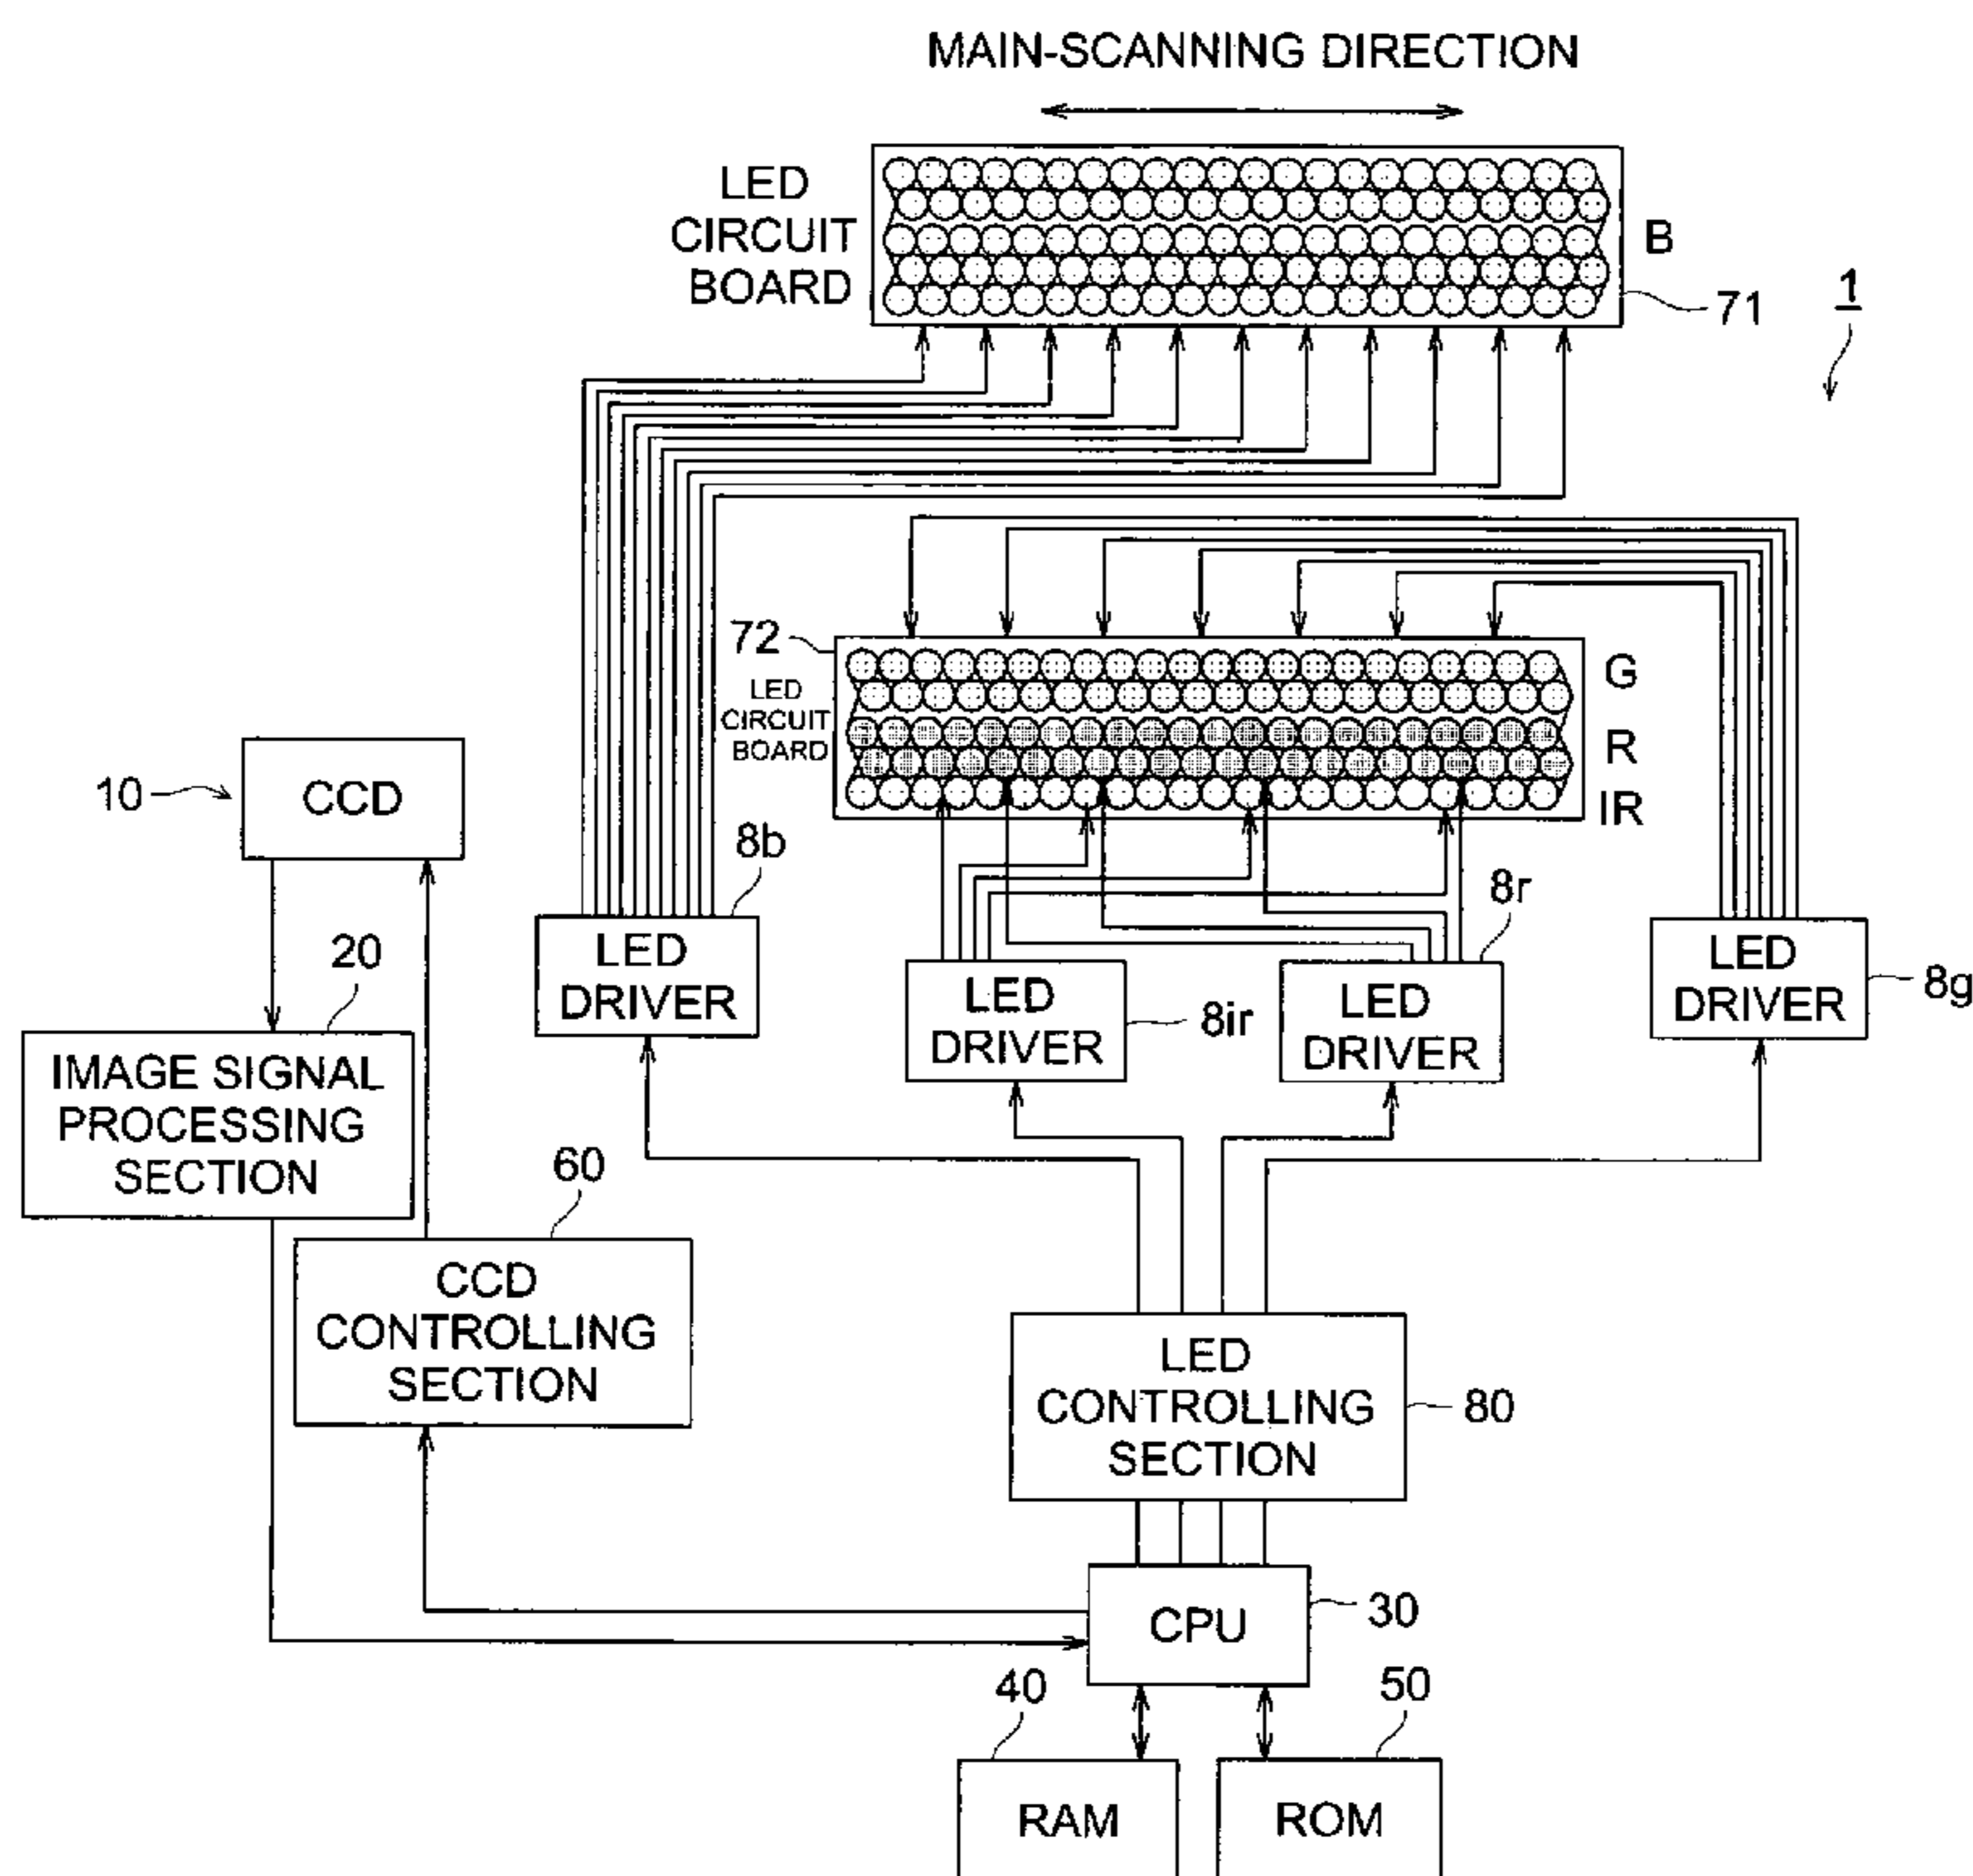 MAIN-SCANNING DIRECTION
LED
CIRCUIT
BOARD
B
71
1
72
LED
CIRCUIT
BOARD
G
R
IR
10
CCD
8b
8r
20
LED
DRIVER
LED
DRIVER
8ir
LED
DRIVER
LED
DRIVER
8g
IMAGE SIGNAL
PROCESSING
SECTION
60
CCD
CONTROLLING
SECTION
LED
CONTROLLING
SECTION
80
CPU
30
40
50
RAM
ROM